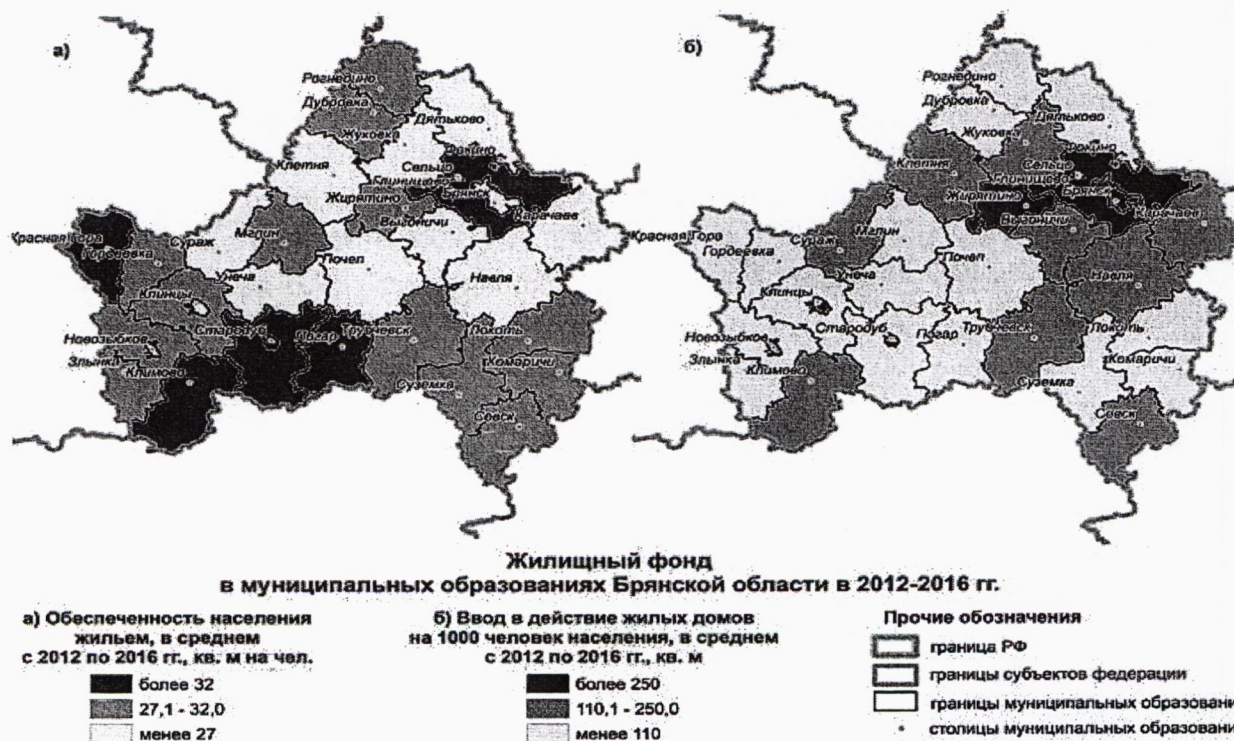 а)
Рогнедино
Дубровка
Дятьково
Жуковка
Фокино
Клетня
Сельцо
Глинищево
Брянск
Жирятино
Карачаев
Выгоничи
Красная Гора
Сураж
Мглин
Гордеевка
Почеп
Унеча
Навля
Клинцы
Стародуб
Погар
Трубчевск
Локоть
Новозыбков
Злынка
Климово
Комаричи
Суземка
Севск
б)
Рогнедино
Дубровка
Дятьково
Жуковка
Фокино
Клетня
Сельцо
Глинищево
Брянск
Жирятино
Карачаев
Выгоничи
Красная Гора
Сураж
Мглин
Гордеевка
Почеп
Унеча
Навля
Клинцы
Стародуб
Погар
Трубчевск
Локоть
Новозыбков
Злынка
Климово
Комаричи
Суземка
Севск
Жилищный фонд
в муниципальных образованиях Брянской области в 2012-2016 гг.
а) Обеспеченность населения
жильем, в среднем
с 2012 по 2016 гг., кв. м на чел.
более 32
27,1 - 32,0
менее 27
б) Ввод в действие жилых домов
на 1000 человек населения, в среднем
с 2012 по 2016 гг., кв. м
более 250
110,1 - 250,0
менее 110
Прочие обозначения
граница РФ
границы субъектов федерации
границы муниципальных образовани
столицы муниципальных образовани